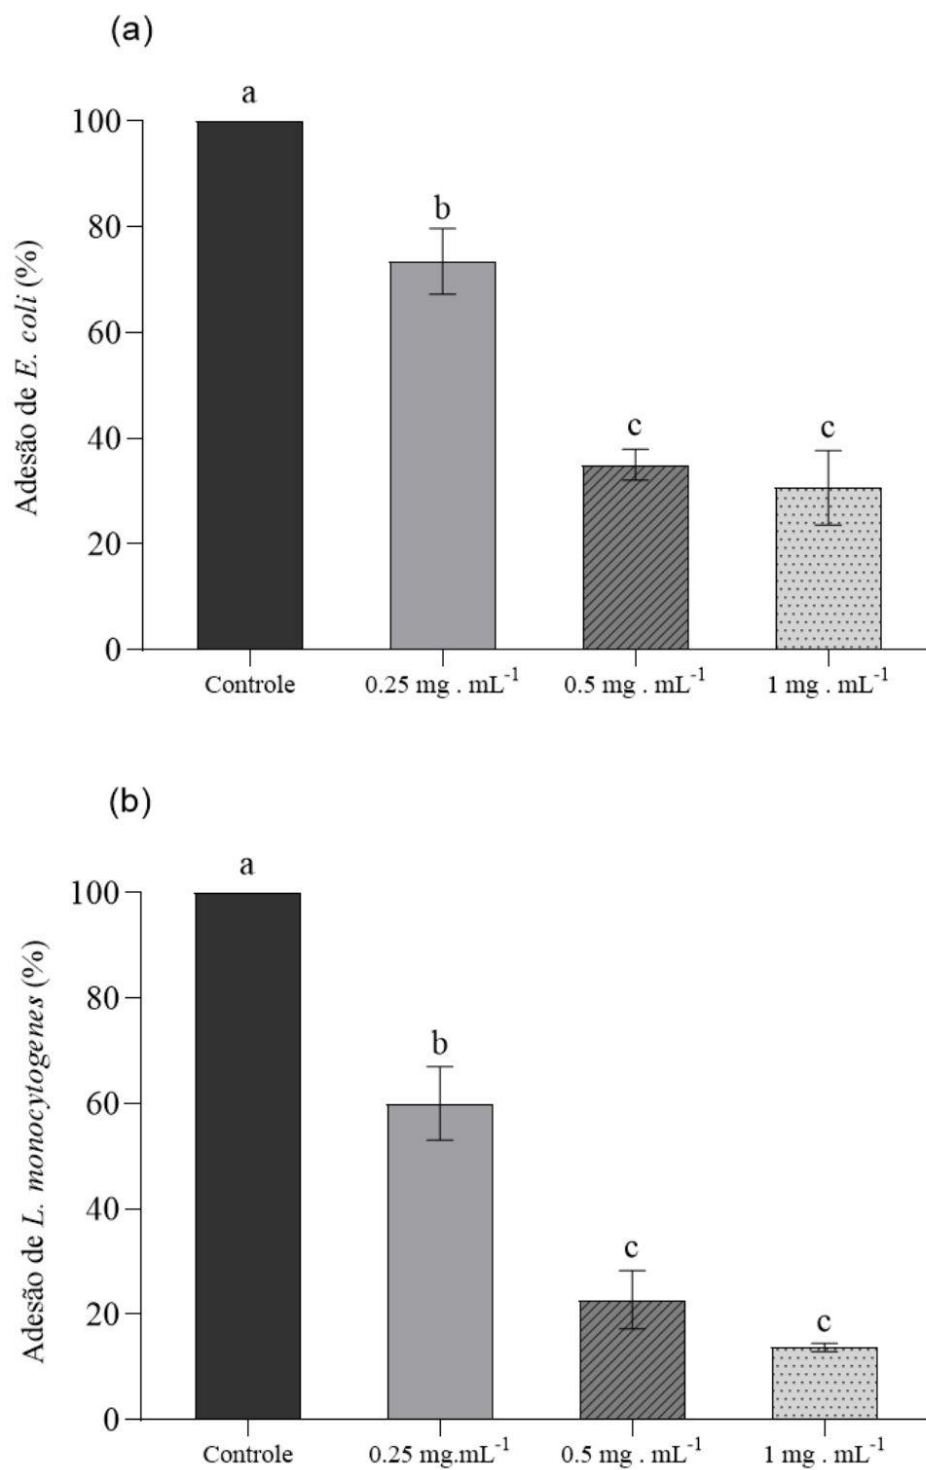 (a)
Adesão de E. coli (%)
100
80
60
40
20
0
a
b
c
c
Controle
0.25 mg . mL⁻¹
0.5 mg . mL⁻¹
1 mg . mL⁻¹
(b)
Adesão de L. monocytogenes (%)
100
80
60
40
20
0
a
b
c
c
Controle
0.25 mg.mL⁻¹
0.5 mg . mL⁻¹
1 mg . mL⁻¹